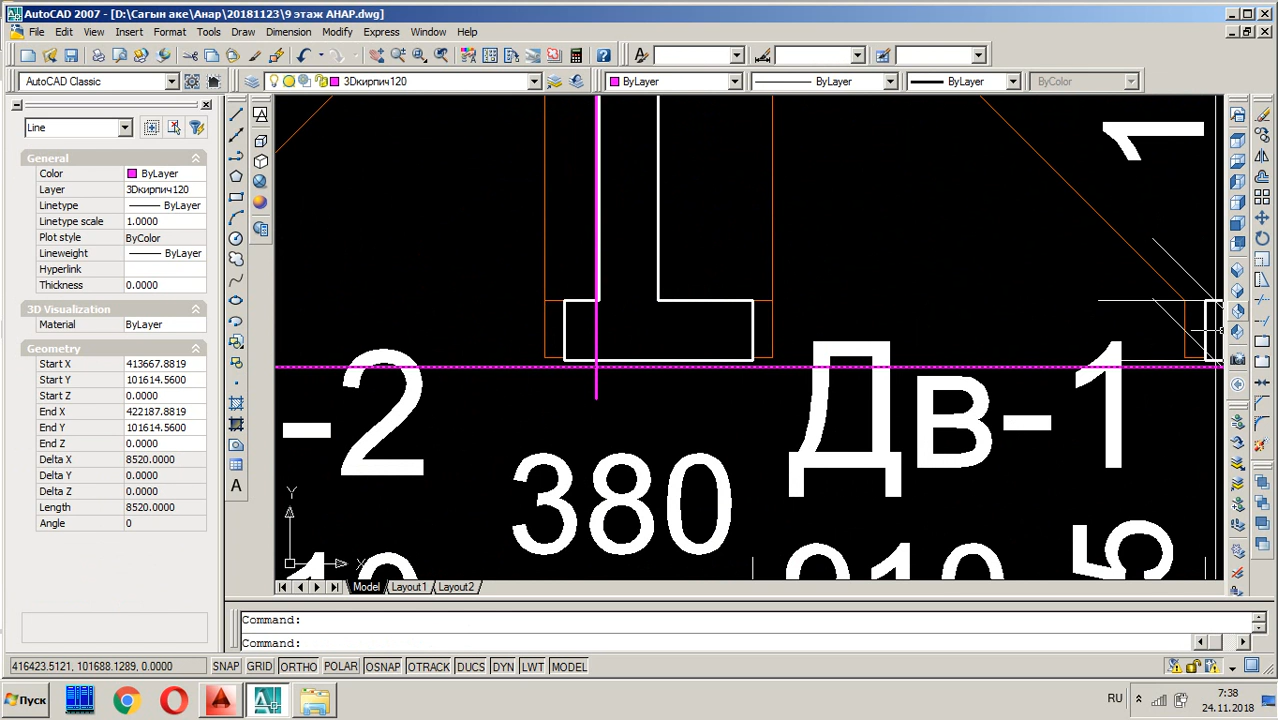 AutoCAD 2007 - [D:\Сагын аке\Анар\20181123\9 этаж АНАР.dwg]
File Edit View Insert Format Tools Draw Dimension Modify Express Window Help
AutoCAD Classic 3Dкирпич120 ByLayer ByLayer ByLayer ByColor
Line
General
Color ByLayer
Layer 3Dкирпич120
Linetype ByLayer
Linetype scale 1.0000
Plot style ByColor
Lineweight ByLayer
Hyperlink
Thickness 0.0000
3D Visualization
Material ByLayer
Geometry
Start X 413667.8819
Start Y 101614.5600
Start Z 0.0000
End X 422187.8819
End Y 101614.5600
End Z 0.0000
Delta X 8520.0000
Delta Y 0.0000
Delta Z 0.0000
Length 8520.0000
Angle 0
1
-2
Дв-1
380
Y
X
Model Layout1 Layout2
Command:
Command:
416423.5121, 101688.1289, 0.0000 SNAP GRID ORTHO POLAR OSNAP OTRACK DUCS DYN LWT MODEL
Пуск
RU
7:38
24.11.2018